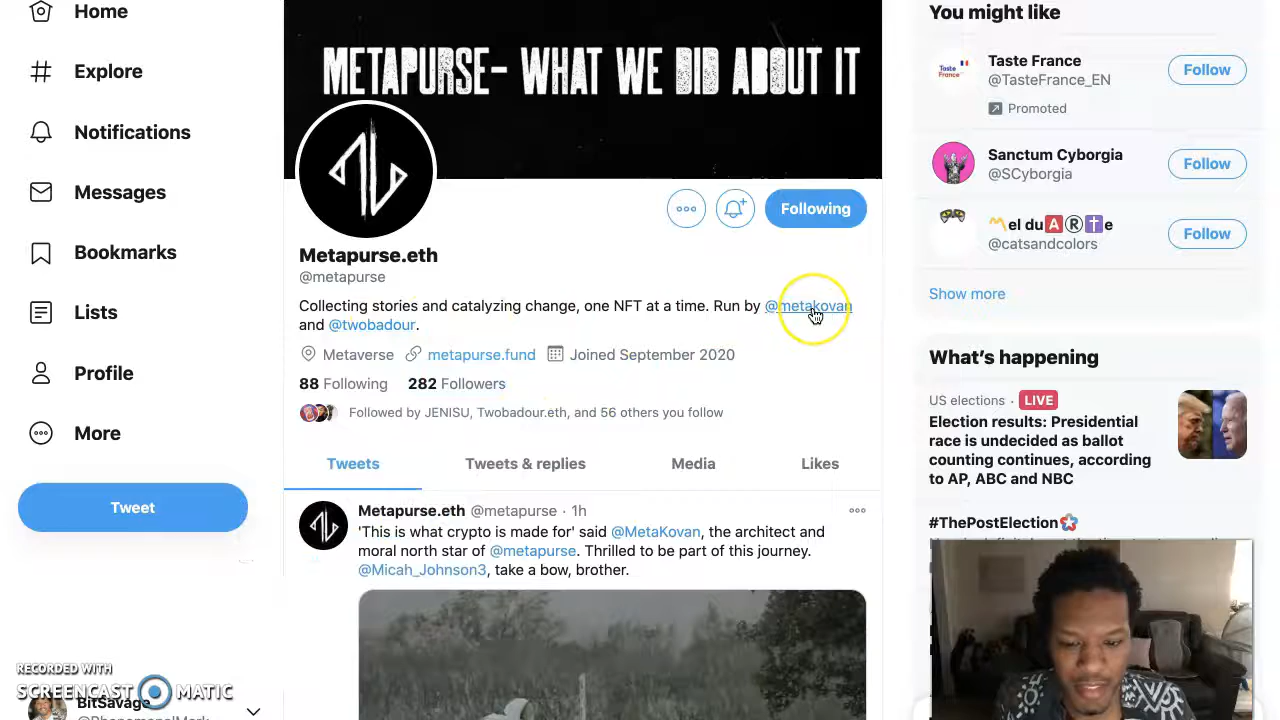 Home
Explore
Notifications
Messages
Bookmarks
Lists
Profile
More
Tweet
RECORDED WITH
SCREENCAST MATIC
BitSavage
METAPURSE- WHAT WE DID ABOUT IT
Following
Metapurse.eth
@metapurse
Collecting stories and catalyzing change, one NFT at a time. Run by @metakovan
and @twobadour.
Metaverse metapurse.fund Joined September 2020
88 Following 282 Followers
Followed by JENISU, Twobadour.eth, and 56 others you follow
Tweets Tweets & replies Media Likes
Metapurse.eth @metapurse · 1h
'This is what crypto is made for' said @MetaKovan, the architect and
moral north star of @metapurse. Thrilled to be part of this journey.
@Micah_Johnson3, take a bow, brother.
You might like
Taste France
@TasteFrance_EN
Promoted
Follow
Sanctum Cyborgia
@SCyborgia
Follow
〽️el du🅰️Ⓡ✝️e
@catsandcolors
Follow
Show more
What's happening
US elections · LIVE
Election results: Presidential
race is undecided as ballot
counting continues, according
to AP, ABC and NBC
#ThePostElection